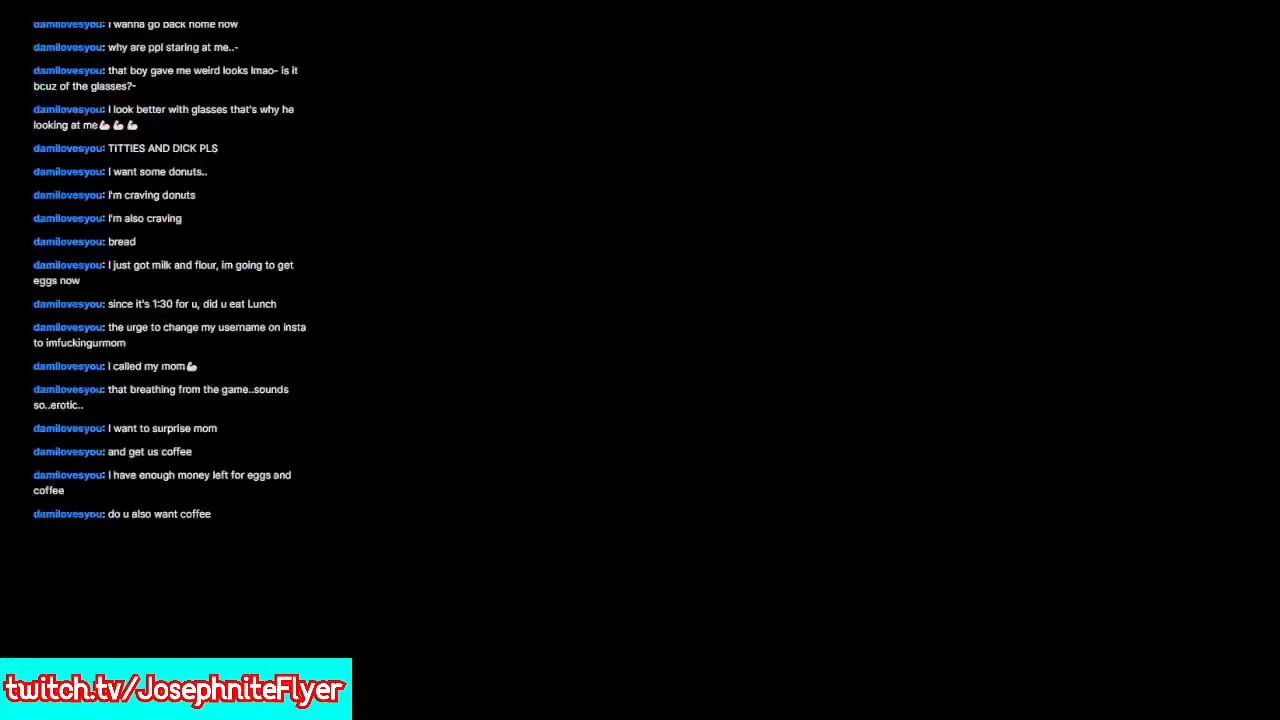 damilovesyou: I wanna go back home now
damilovesyou: why are ppl staring at me..-
damilovesyou: that boy gave me weird looks lmao- is it
bcuz of the glasses?-
damilovesyou: I look better with glasses that's why he
looking at me💪🏻💪🏻💪🏻
damilovesyou: TITTIES AND DICK PLS
damilovesyou: I want some donuts..
damilovesyou: I'm craving donuts
damilovesyou: I'm also craving
damilovesyou: bread
damilovesyou: I just got milk and flour, im going to get
eggs now
damilovesyou: since it's 1:30 for u, did u eat Lunch
damilovesyou: the urge to change my username on insta
to imfuckingurmom
damilovesyou: I called my mom💪🏻
damilovesyou: that breathing from the game..sounds
so..erotic..
damilovesyou: I want to surprise mom
damilovesyou: and get us coffee
damilovesyou: I have enough money left for eggs and
coffee
damilovesyou: do u also want coffee
twitch.tv/JosephniteFlyer